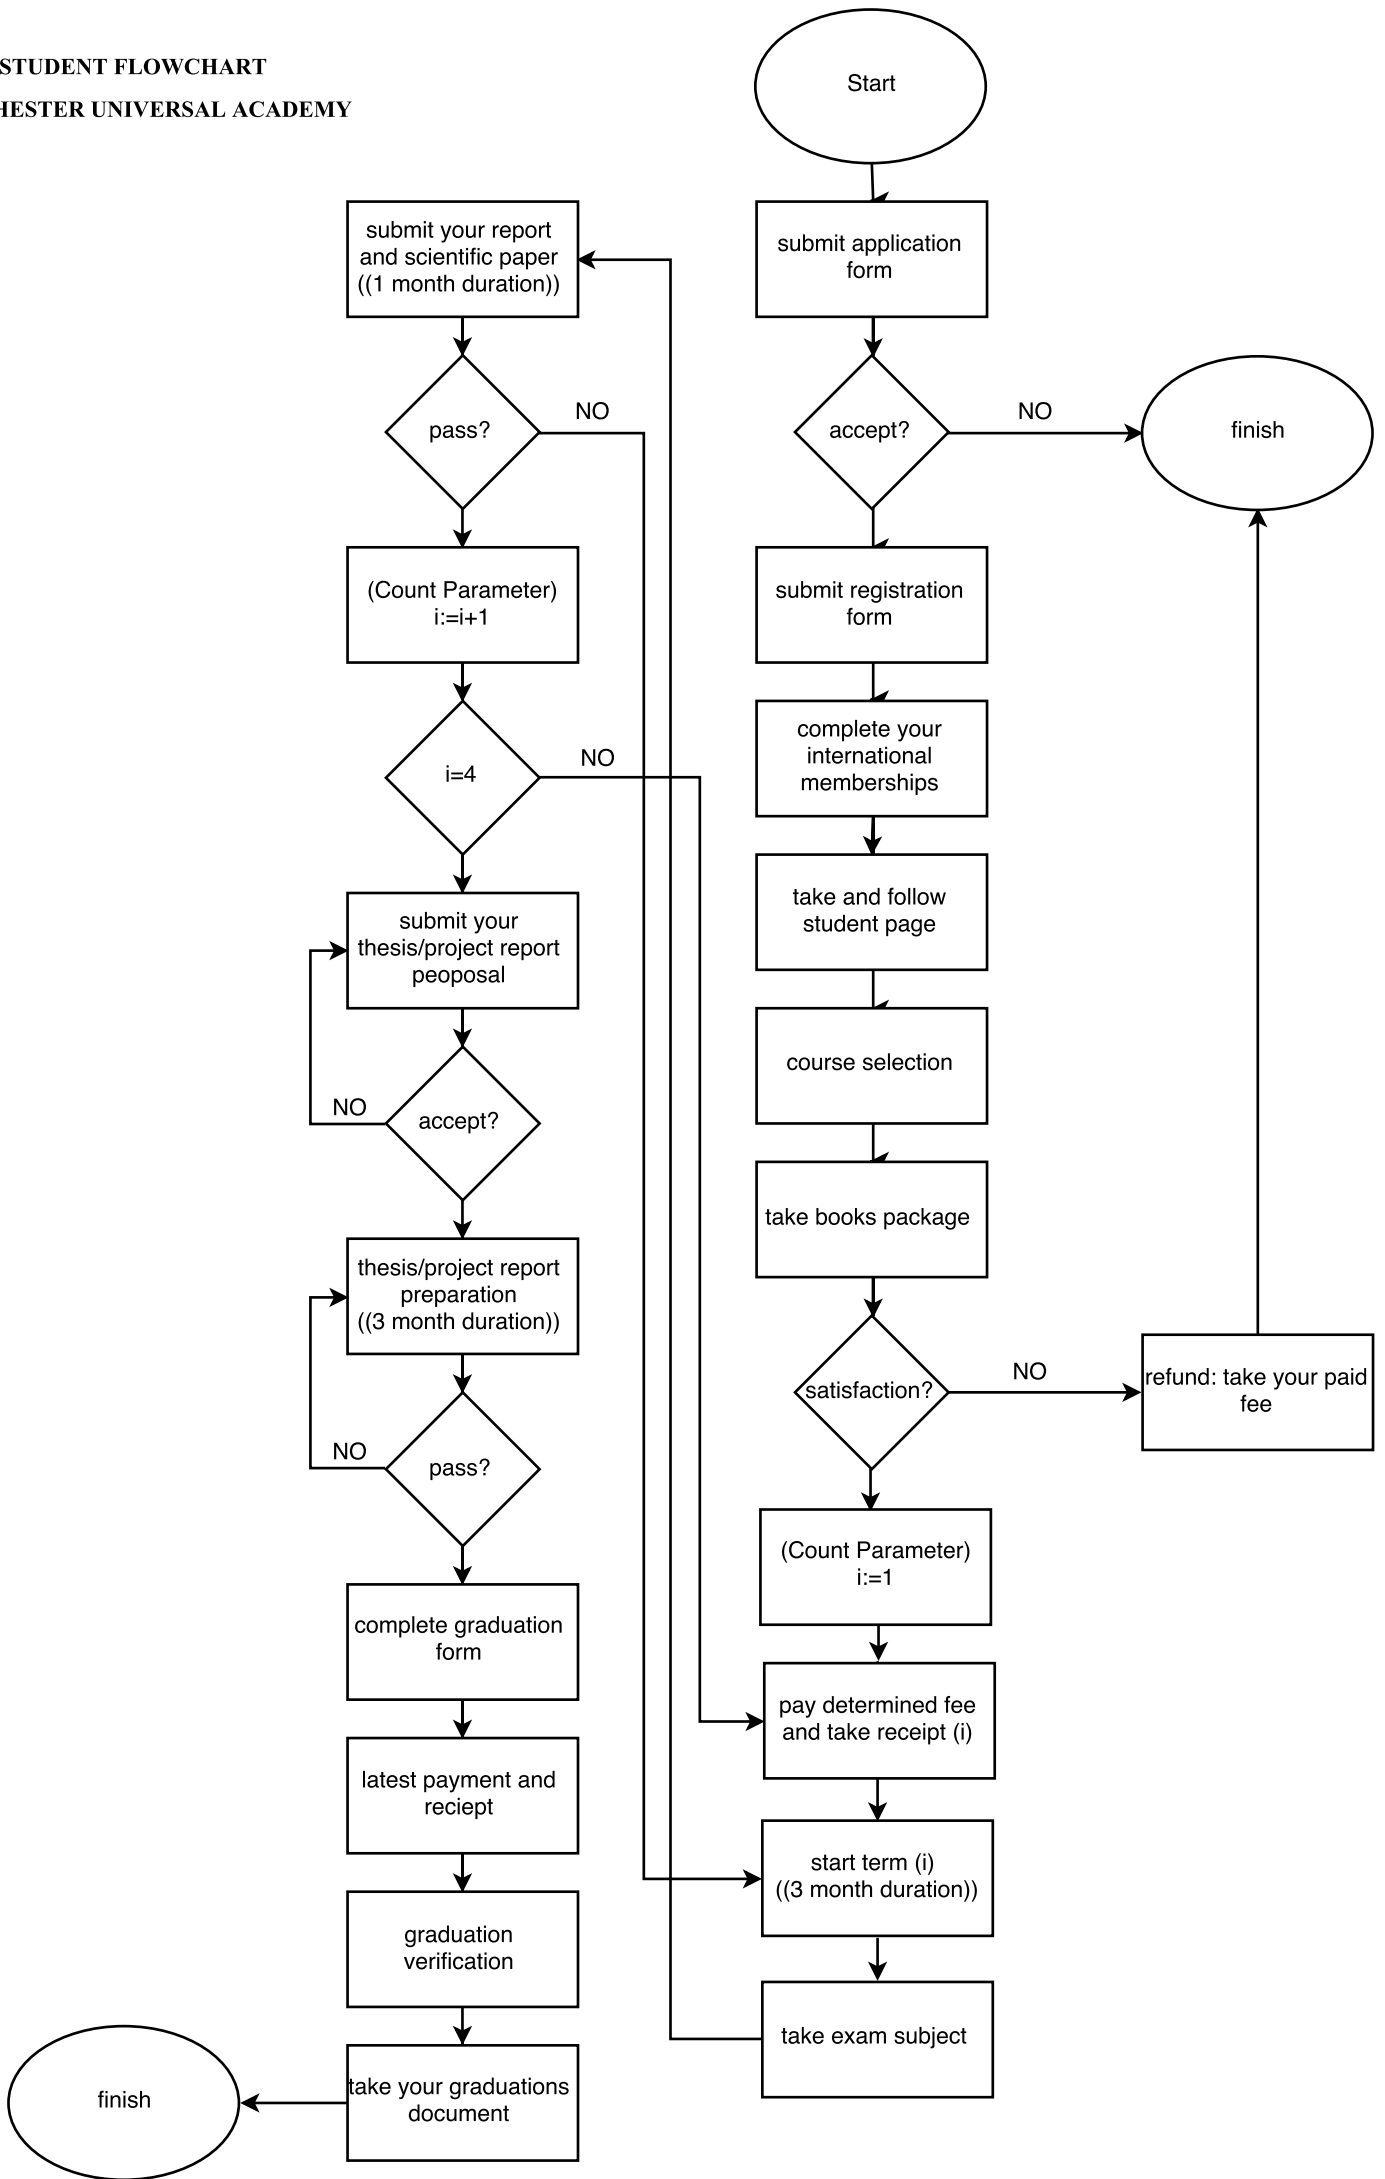 STUDENT FLOWCHART
HESTER UNIVERSAL ACADEMY
Start
submit application
form
accept?
NO
finish
submit registration
form
complete your
international
memberships
take and follow
student page
course selection
take books package
satisfaction?
NO
refund: take your paid
fee
(Count Parameter)
i:=1
pay determined fee
and take receipt (i)
start term (i)
((3 month duration))
take exam subject
submit your report
and scientific paper
((1 month duration))
pass?
NO
(Count Parameter)
i:=i+1
i=4
NO
submit your
thesis/project report
peoposal
accept?
NO
thesis/project report
preparation
((3 month duration))
pass?
NO
complete graduation
form
latest payment and
reciept
graduation
verification
take your graduations
document
finish